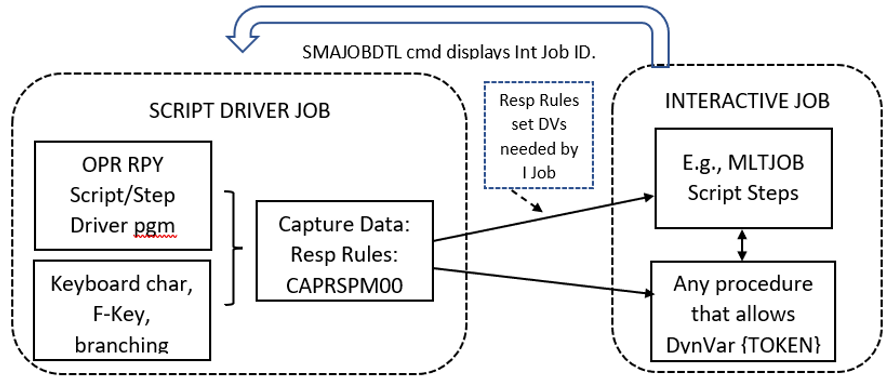 SMAJOBDTL cmd displays Int Job ID.
SCRIPT DRIVER JOB
OPR RPY
Script/Step
Driver pgm
Keyboard char,
F-Key,
branching
Capture Data:
Resp Rules:
CAPRSPM00
Resp Rules
set DVs
needed by
I Job
INTERACTIVE JOB
E.g., MLTJOB
Script Steps
Any procedure
that allows
DynVar {TOKEN}